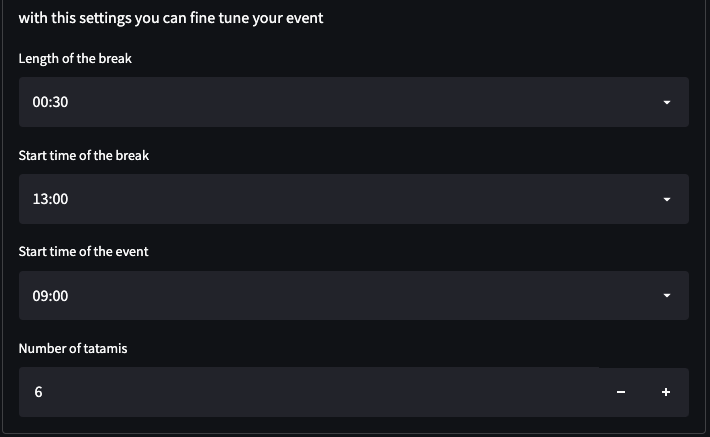 with this settings you can fine tune your event
Length of the break
00:30
Start time of the break
13:00
Start time of the event
09:00
Number of tatamis
6 − +